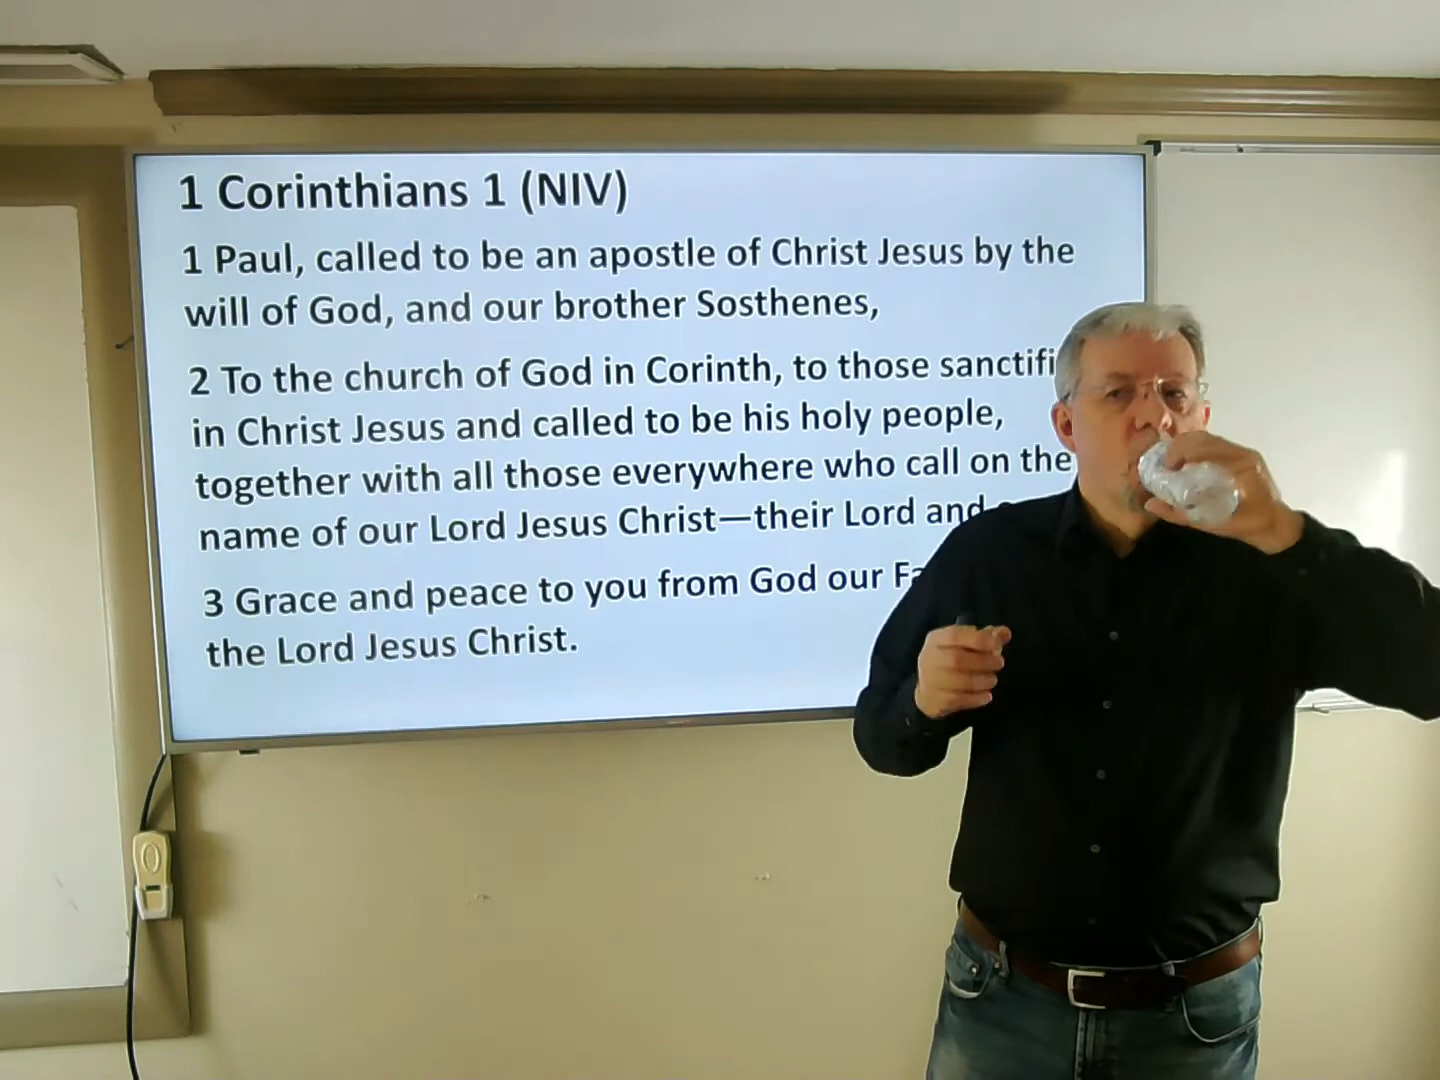 1 Corinthians 1 (NIV)
1 Paul, called to be an apostle of Christ Jesus by the
will of God, and our brother Sosthenes,
2 To the church of God in Corinth, to those sanctifi
in Christ Jesus and called to be his holy people,
together with all those everywhere who call on the
name of our Lord Jesus Christ—their Lord and
3 Grace and peace to you from God our Fa
the Lord Jesus Christ.